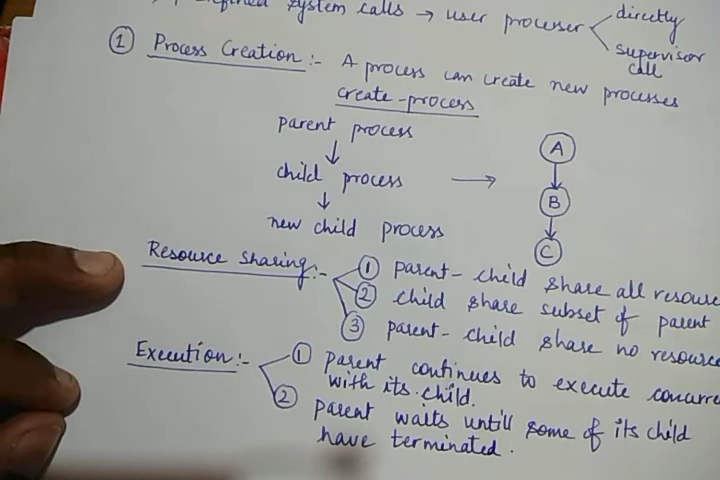 defined system calls → user processer directly
supervisor
call
① Process Creation :- A process can create new processes
create-process
parent process
↓
child process → A
↓
new child process B
C
Resource Sharing :- ① parent-child share all resource
② child share subset of parent
③ parent-child share no resource
Execution :- ① parent continues to execute concurre
with its child.
② parent waits untill some of its child
have terminated.